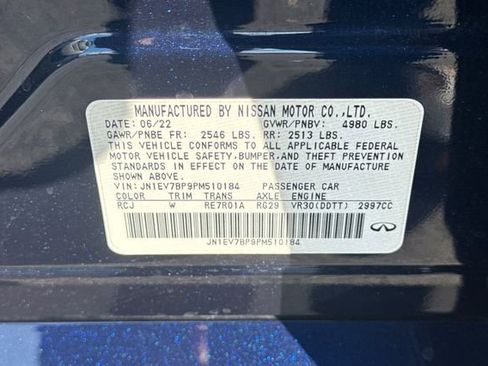 MANUFACTURED BY NISSAN MOTOR CO.,LTD.
DATE: 06/22 GVWR/PNBV: 4980 LBS.
GAWR/PNBE FR: 2546 LBS. RR: 2513 LBS.
THIS VEHICLE CONFORMS TO ALL APPLICABLE FEDERAL
MOTOR VEHICLE SAFETY,BUMPER,AND THEFT PREVENTION
STANDARDS IN EFFECT ON THE DATE OF MANUFACTURE
SHOWN ABOVE.
VIN: JN1EV7BP9PM510184 PASSENGER CAR
COLOR TRIM TRANS AXLE ENGINE
RCJ W RE7R01A RG29 VR30(DDTT) 2997CC
JN1EV7BP9PM510184
INFINITI